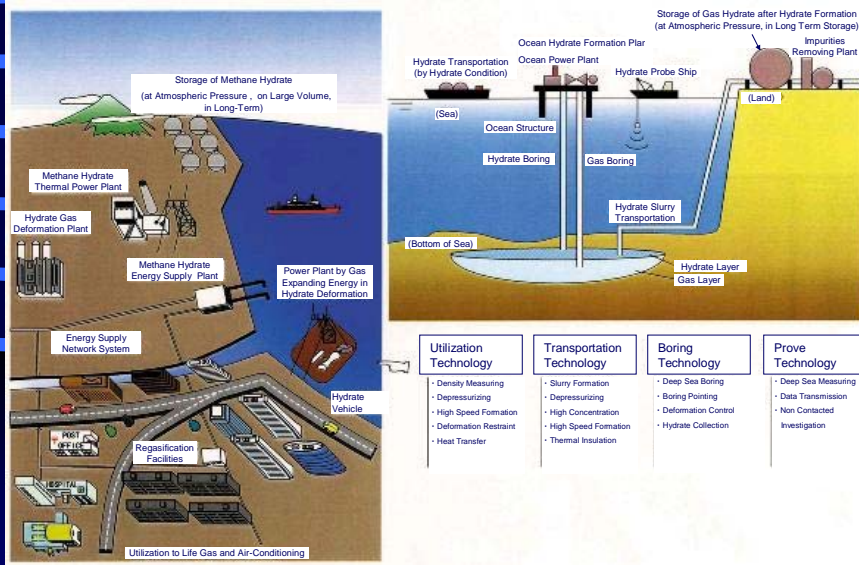 Storage of Methane Hydrate
(at Atmospheric Pressure , on Large Volume,
in Long-Term)
Methane Hydrate
Thermal Power Plant
Hydrate Gas
Deformation Plant
Methane Hydrate
Energy Supply Plant
Power Plant by Gas
Expanding Energy in
Hydrate Deformation
Energy Supply
Network System
Hydrate
Vehicle
POST
OFFICE
Regasification
Facilities
HOSPITAL
Utilization to Life Gas and Air-Conditioning
Storage of Gas Hydrate after Hydrate Formation
(at Atmospheric Pressure, in Long Term Storage)
Impurities
Removing Plant
Ocean Hydrate Formation Plar
Ocean Power Plant
Hydrate Transportation
(by Hydrate Condition)
Hydrate Probe Ship
(Sea)
(Land)
Ocean Structure
Hydrate Boring
Gas Boring
Hydrate Slurry
Transportation
(Bottom of Sea)
Hydrate Layer
Gas Layer
Utilization
Technology
・Density Measuring
・Depressurizing
・High Speed Formation
・Deformation Restraint
・Heat Transfer
Transportation
Technology
・Slurry Formation
・Depressurizing
・High Concentration
・High Speed Formation
・Thermal Insulation
Boring
Technology
・Deep Sea Boring
・Boring Pointing
・Deformation Control
・Hydrate Collection
Prove
Technology
・Deep Sea Measuring
・Data Transmission
・Non Contacted
Investigation